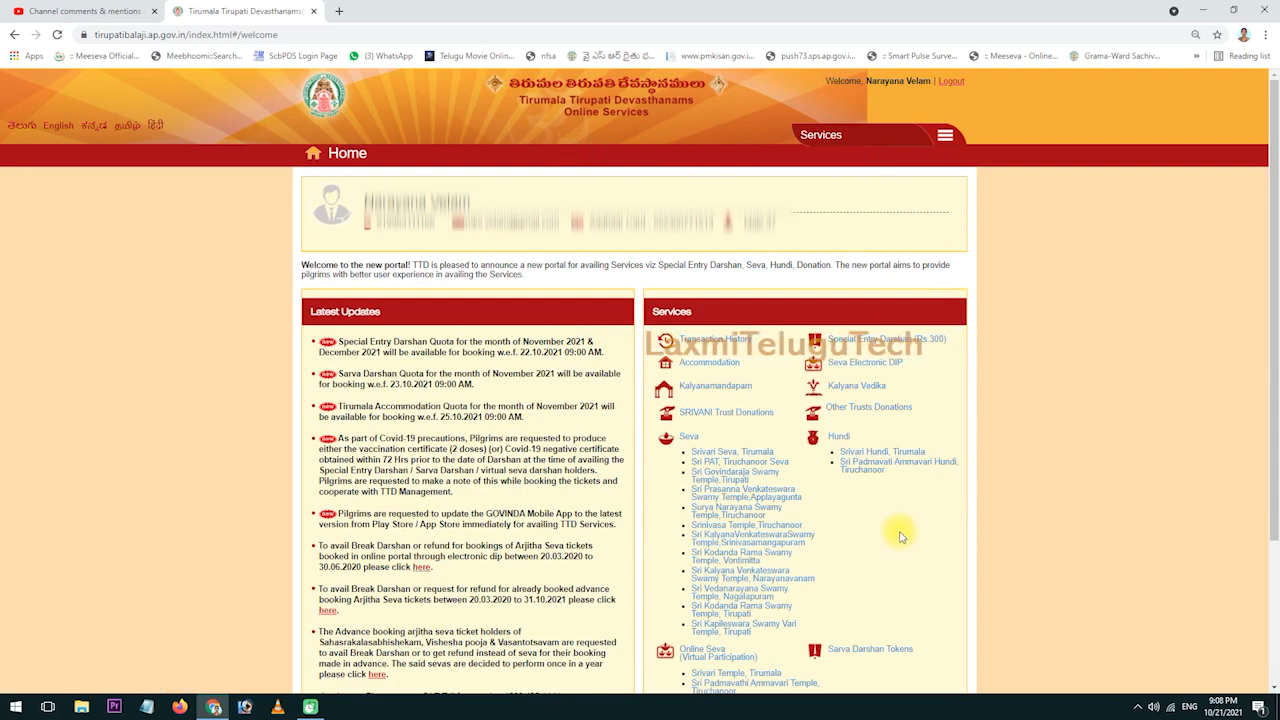 Channel comments & mentions -
Tirumala Tirupati Devasthanams
tirupatibalaji.ap.gov.in/index.html#/welcome
Apps
:: Meeseva Official...
Meebhoomi::Searc...
ScbPDS Login Page
(3) WhatsApp
Telugu Movie Onlin...
nfsa
వై ఎస్ ఆర్ రైతు భ...
www.pmkisan.gov.i...
push73.sps.ap.gov.i...
:: Smart Pulse Surve...
:: Meeseva - Online...
Grama-Ward Sachiv...
»
Reading list
తిరుమల తిరుపతి దేవస్థానములు
Tirumala Tirupati Devasthanams
Online Services
Welcome, Narayana Velam | Logout
తెలుగు English ಕನ್ನಡ தமிழ் हिंदी
Services
Home
Narayana Velam
Welcome to the new portal! TTD is pleased to announce a new portal for availing Services viz Special Entry Darshan, Seva, Hundi, Donation. The new portal aims to provide
pilgrims with better user experience in availing the Services.
Latest Updates
new Special Entry Darshan Quota for the month of November 2021 &
December 2021 will be available for booking w.e.f. 22.10.2021 09:00 AM.
new Sarva Darshan Quota for the month of November 2021 will be available
for booking w.e.f. 23.10.2021 09:00 AM.
new Tirumala Accommodation Quota for the month of November 2021 will
be available for booking w.e.f. 25.10.2021 09:00 AM.
new As part of Covid-19 precautions, Pilgrims are requested to produce
either the vaccination certificate (2 doses) (or) Covid-19 negative certificate
obtained within 72 Hrs prior to the date of Darshan at the time of availing the
Special Entry Darshan / Sarva Darshan / virtual seva darshan holders.
Pilgrims are requested to make a note of this while booking the tickets and
cooperate with TTD Management.
new Pilgrims are requested to update the GOVINDA Mobile App to the latest
version from Play Store / App Store immediately for availing TTD Services.
To avail Break Darshan or refund for bookings of Arjitha Seva tickets
booked in online portal through electronic dip between 20.03.2020 to
30.06.2020 please click here.
To avail Break Darshan or request for refund for already booked advance
booking Arjitha Seva tickets between 20.03.2020 to 31.10.2021 please click
here.
The Advance booking arjitha seva ticket holders of
Sahasrakalasabhishekam, Vishesha pooja & Vasantotsavam are requested
to avail Break Darshan or to get refund instead of seva for their booking
made in advance. The said sevas are decided to perform once in a year
please click here.
Services
LaxmiTeluguTech
Transaction History
Special Entry Darshan (Rs.300)
Accommodation
Seva Electronic DIP
Kalyanamandapam
Kalyana Vedika
SRIVANI Trust Donations
Other Trusts Donations
Seva
Srivari Seva, Tirumala
Sri PAT, Tiruchanoor Seva
Sri Govindaraja Swamy
Temple,Tirupati
Sri Prasanna Venkateswara
Swamy Temple,Applayagunta
Surya Narayana Swamy
Temple,Tiruchanoor
Srinivasa Temple,Tiruchanoor
Sri KalyanaVenkateswaraSwamy
Temple,Srinivasamangapuram
Sri Kodanda Rama Swamy
Temple, Vontimitta
Sri Kalyana Venkateswara
Swamy Temple, Narayanavanam
Sri Vedanarayana Swamy
Temple, Nagalapuram
Sri Kodanda Rama Swamy
Temple, Tirupati
Sri Kapileswara Swamy Vari
Temple, Tirupati
Hundi
Srivari Hundi, Tirumala
Sri Padmavati Ammavari Hundi,
Tiruchanoor
Online Seva
(Virtual Participation)
Srivari Temple, Tirumala
Sri Padmavathi Ammavari Temple,
Tiruchanoor
Sarva Darshan Tokens
ENG
9:08 PM
10/21/2021